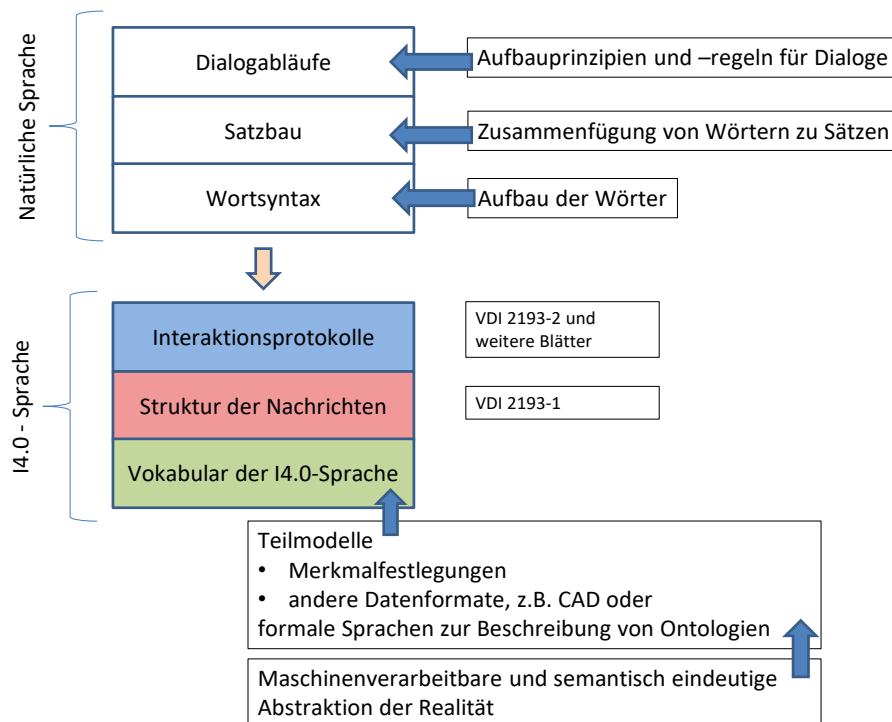 Natürliche Sprache
Dialogabläufe
Aufbauprinzipien und –regeln für Dialoge
Satzbau
Zusammenfügung von Wörtern zu Sätzen
Wortsyntax
Aufbau der Wörter
I4.0 - Sprache
Interaktionsprotokolle
VDI 2193-2 und
weitere Blätter
Struktur der Nachrichten
VDI 2193-1
Vokabular der I4.0-Sprache
Teilmodelle
• Merkmalfestlegungen
• andere Datenformate, z.B. CAD oder
formale Sprachen zur Beschreibung von Ontologien
Maschinenverarbeitbare und semantisch eindeutige
Abstraktion der Realität